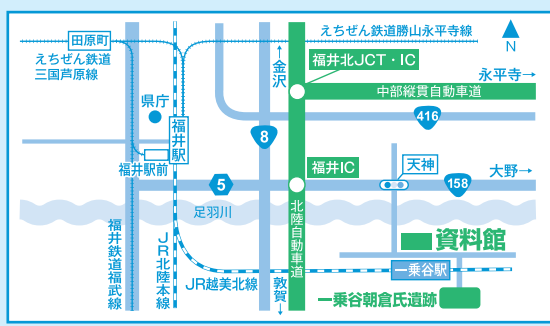 田原町
えちぜん鉄道勝山永平寺線
N
えちぜん鉄道
三国芦原線
↑金沢
福井北JCT・IC
永平寺→
中部縦貫自動車道
県庁
416
福井駅
8
福井駅前
福井IC
天神
大野→
5
158
足羽川
北陸自動車道
福井鉄道福武線
JR北陸本線
資料館
JR越美北線
敦賀↓
一乗谷駅
一乗谷朝倉氏遺跡